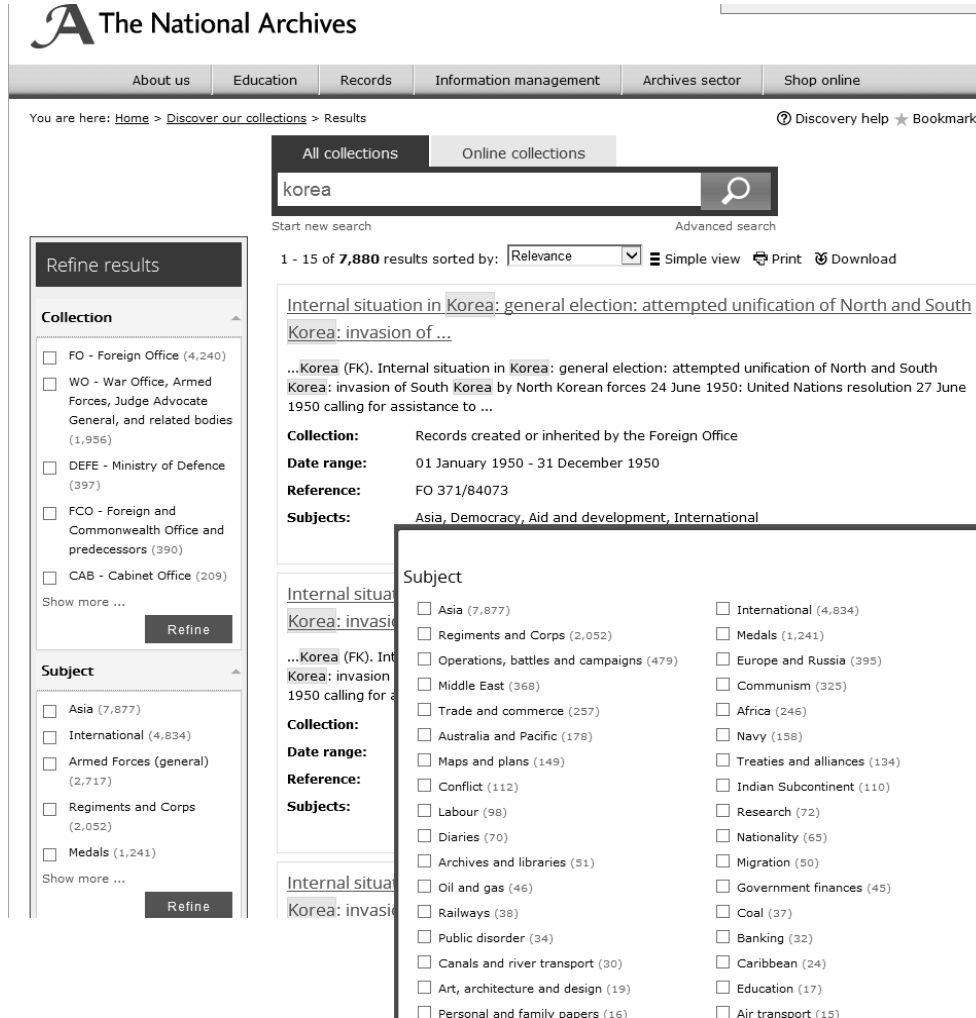 The National Archives
About us Education Records Information management Archives sector Shop online
You are here: Home > Discover our collections > Results
Discovery help Bookmark
All collections Online collections
korea
Start new search Advanced search
1 - 15 of 7,880 results sorted by: Relevance Simple view Print Download
Refine results
Collection
FO - Foreign Office (4,240)
WO - War Office, Armed
Forces, Judge Advocate
General, and related bodies
(1,956)
DEFE - Ministry of Defence
(397)
FCO - Foreign and
Commonwealth Office and
predecessors (390)
CAB - Cabinet Office (209)
Show more ...
Refine
Subject
Asia (7,877)
International (4,834)
Armed Forces (general)
(2,717)
Regiments and Corps
(2,052)
Medals (1,241)
Show more ...
Refine
Internal situation in Korea: general election: attempted unification of North and South
Korea: invasion of ...
...Korea (FK). Internal situation in Korea: general election: attempted unification of North and South
Korea: invasion of South Korea by North Korean forces 24 June 1950: United Nations resolution 27 June
1950 calling for assistance to ...
Collection: Records created or inherited by the Foreign Office
Date range: 01 January 1950 - 31 December 1950
Reference: FO 371/84073
Subjects: Asia, Democracy, Aid and development, International
Internal situa
Korea: invasi
...Korea (FK). Int
Korea: invasion
1950 calling for a
Collection:
Date range:
Reference:
Subjects:
Internal situa
Korea: invasi
Subject
Asia (7,877) International (4,834)
Regiments and Corps (2,052) Medals (1,241)
Operations, battles and campaigns (479) Europe and Russia (395)
Middle East (368) Communism (325)
Trade and commerce (257) Africa (246)
Australia and Pacific (178) Navy (158)
Maps and plans (149) Treaties and alliances (134)
Conflict (112) Indian Subcontinent (110)
Labour (98) Research (72)
Diaries (70) Nationality (65)
Archives and libraries (51) Migration (50)
Oil and gas (46) Government finances (45)
Railways (38) Coal (37)
Public disorder (34) Banking (32)
Canals and river transport (30) Caribbean (24)
Art, architecture and design (19) Education (17)
Personal and family papers (16) Air transport (15)